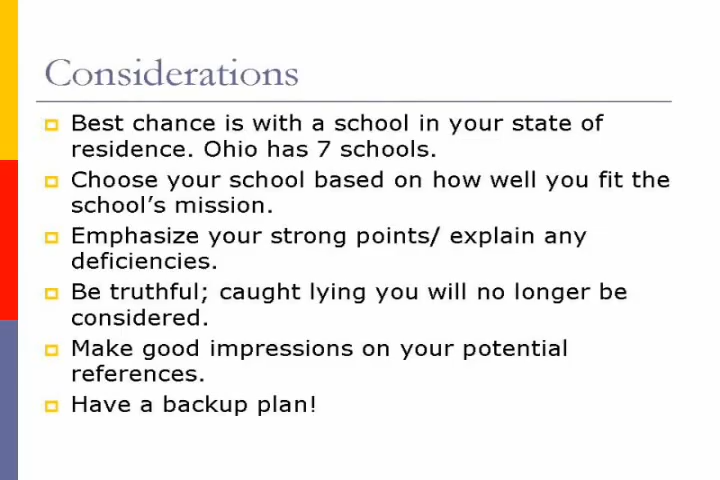 Considerations
Best chance is with a school in your state of
residence. Ohio has 7 schools.
Choose your school based on how well you fit the
school's mission.
Emphasize your strong points/ explain any
deficiencies.
Be truthful; caught lying you will no longer be
considered.
Make good impressions on your potential
references.
Have a backup plan!